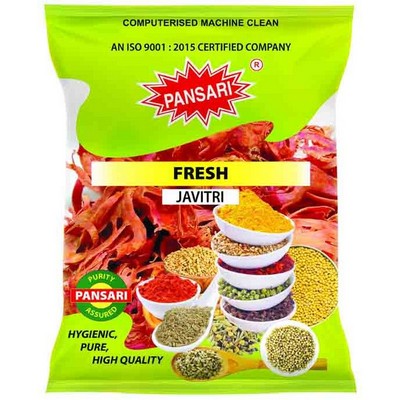 COMPUTERISED MACHINE CLEAN
AN ISO 9001 : 2015 CERTIFIED COMPANY
PANSARI ®
FRESH
JAVITRI
PURITY
PANSARI
ASSURED
HYGIENIC,
PURE,
HIGH QUALITY